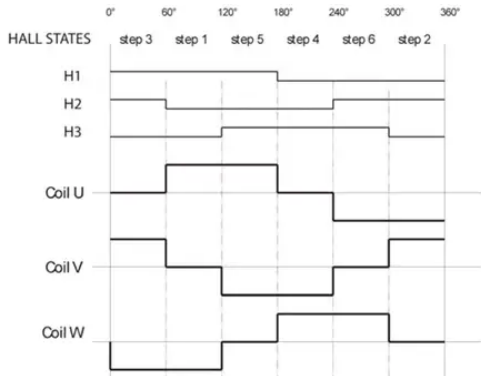 0° 60° 120° 180° 240° 300° 360°
HALL STATES step 3 step 1 step 5 step 4 step 6 step 2
H1
H2
H3
Coil U
Coil V
Coil W